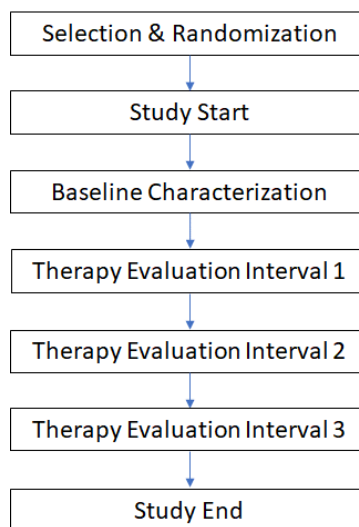 Selection & Randomization
Study Start
Baseline Characterization
Therapy Evaluation Interval 1
Therapy Evaluation Interval 2
Therapy Evaluation Interval 3
Study End